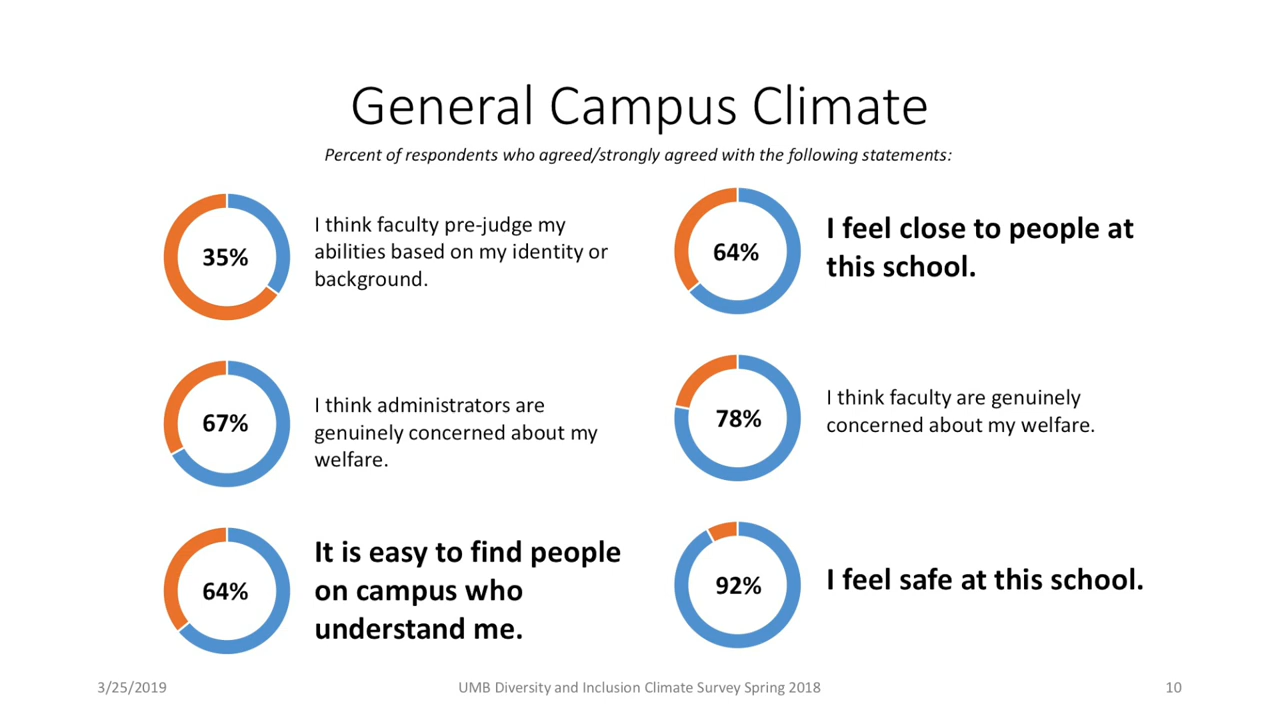 General Campus Climate
Percent of respondents who agreed/strongly agreed with the following statements:
35%
I think faculty pre-judge my
abilities based on my identity or
background.
64%
I feel close to people at
this school.
67%
I think administrators are
genuinely concerned about my
welfare.
78%
I think faculty are genuinely
concerned about my welfare.
64%
It is easy to find people
on campus who
understand me.
92%
I feel safe at this school.
3/25/2019
UMB Diversity and Inclusion Climate Survey Spring 2018
10